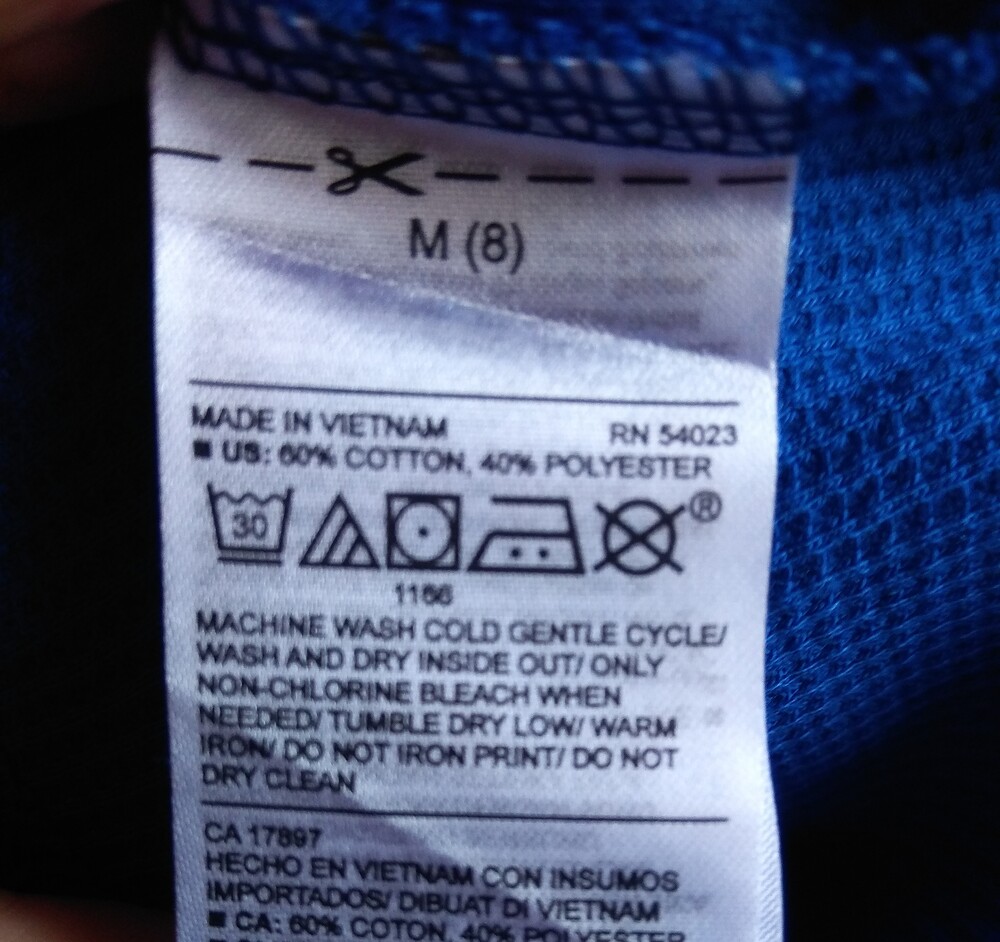 M (8)
MADE IN VIETNAM RN 54023
■ US: 60% COTTON, 40% POLYESTER
30
®
1166
MACHINE WASH COLD GENTLE CYCLE/
WASH AND DRY INSIDE OUT/ ONLY
NON-CHLORINE BLEACH WHEN
NEEDED/ TUMBLE DRY LOW/ WARM
IRON/ DO NOT IRON PRINT/ DO NOT
DRY CLEAN
CA 17897
HECHO EN VIETNAM CON INSUMOS
IMPORTADOS/ DIBUAT DI VIETNAM
■ CA: 60% COTON, 40% POLYESTER